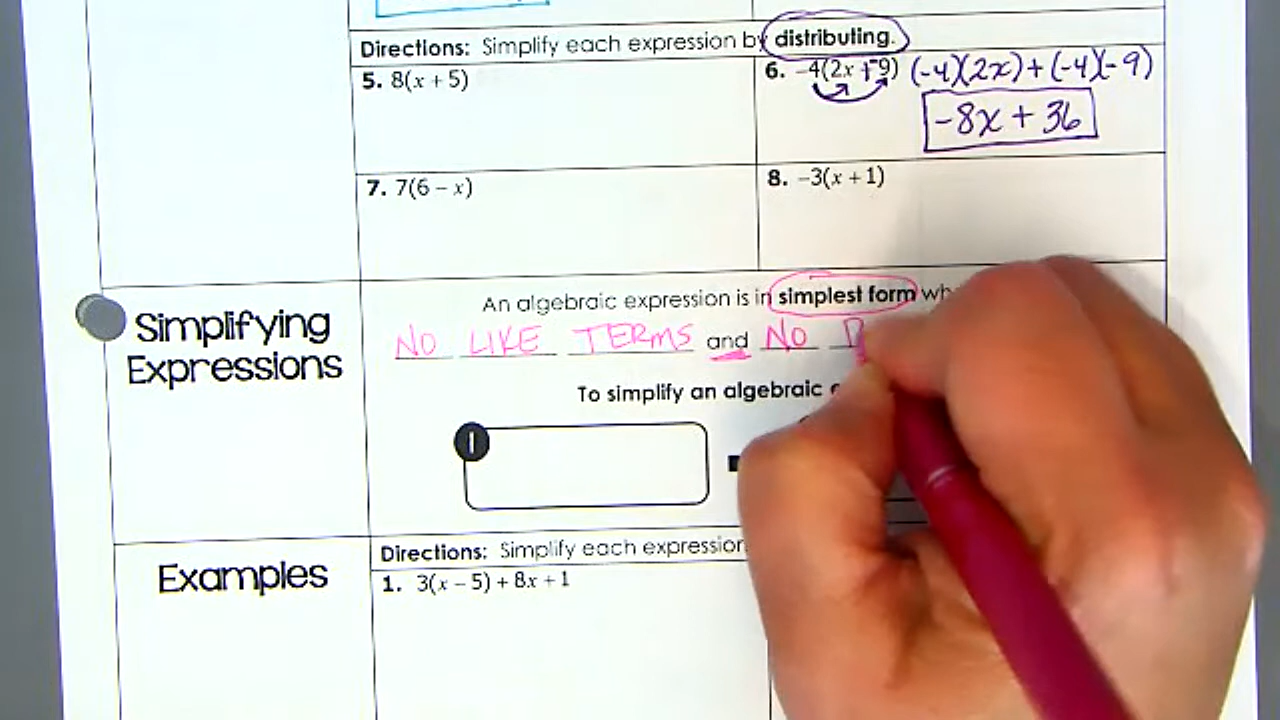 Directions: Simplify each expression by distributing.
5. 8(x + 5)
6. −4(2x + -9) (-4)(2x) + (-4)(-9)
-8x + 36
7. 7(6 − x)
8. −3(x + 1)
Simplifying
Expressions
An algebraic expression is in simplest form
NO LIKE TERMS and NO
To simplify an algebraic
1
Examples
Directions: Simplify each expression
1. 3(x − 5) + 8x + 1